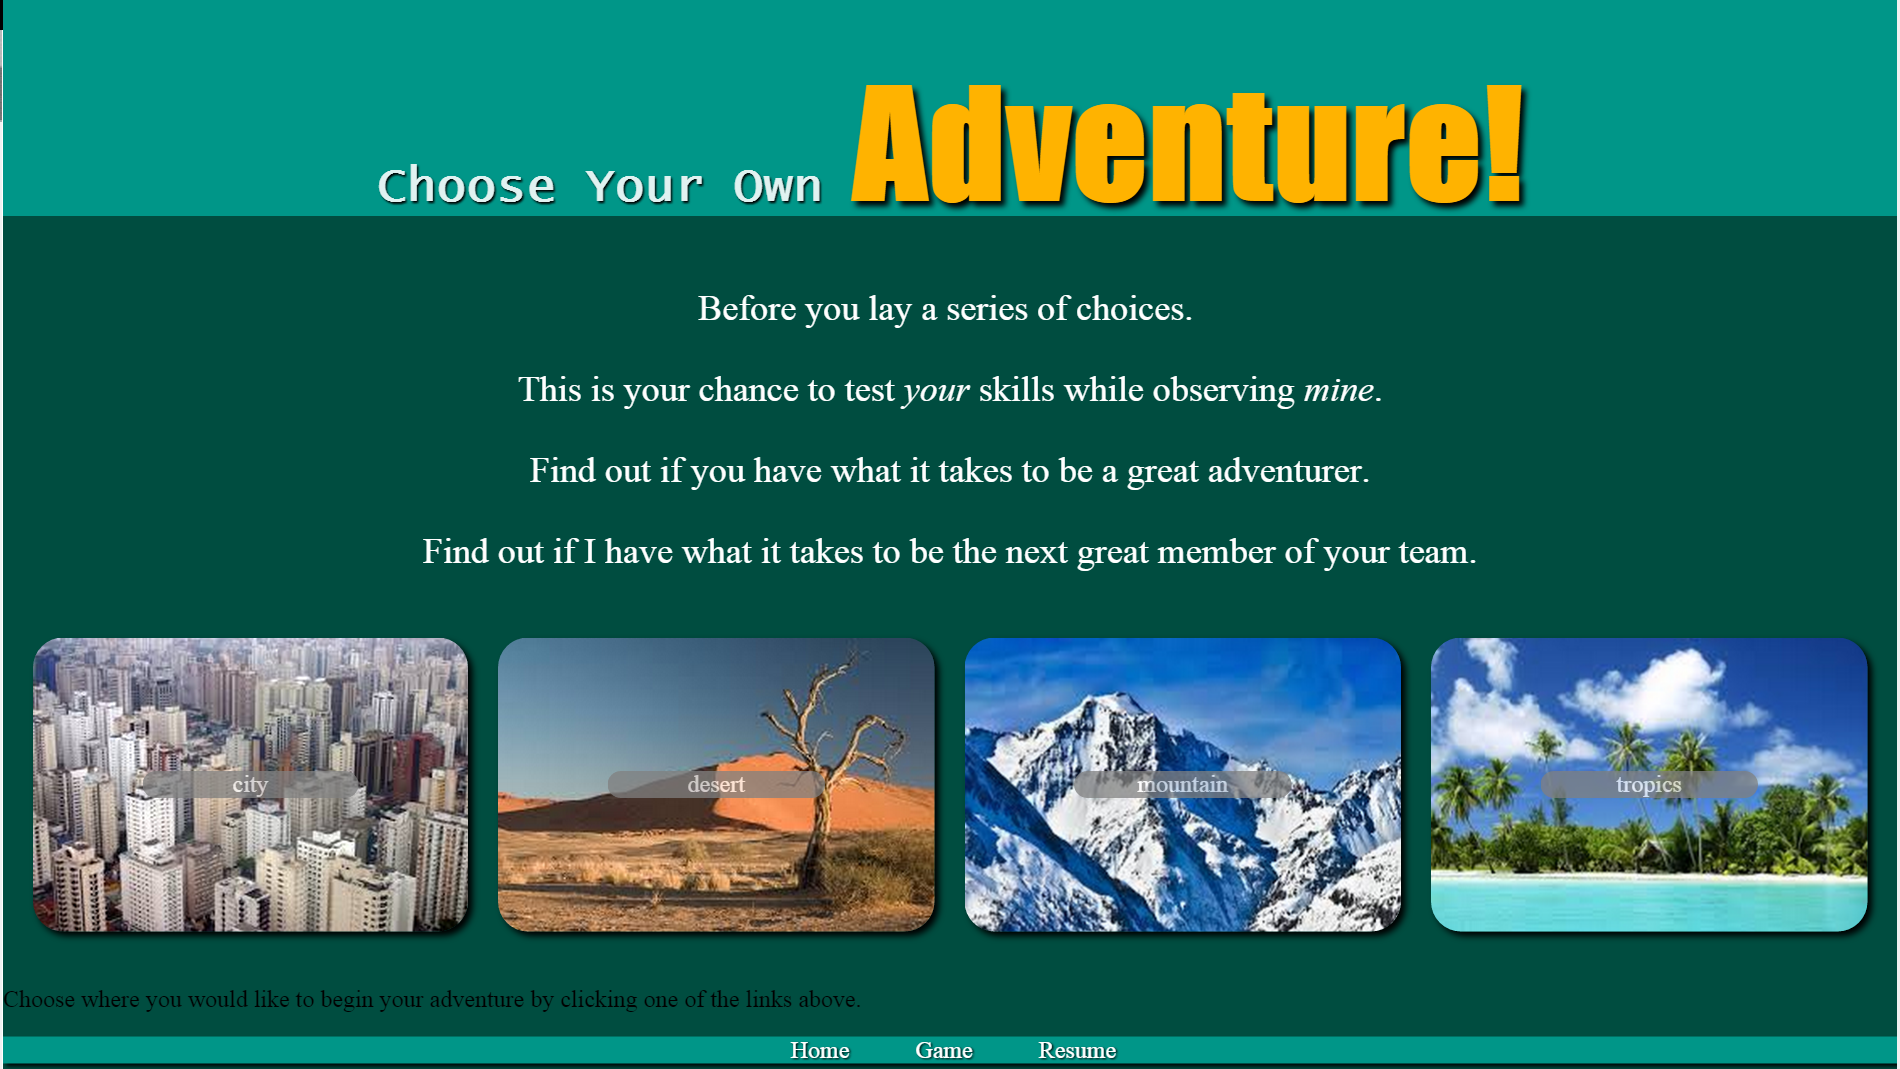 Choose Your Own Adventure!
Before you lay a series of choices.
This is your chance to test your skills while observing mine.
Find out if you have what it takes to be a great adventurer.
Find out if I have what it takes to be the next great member of your team.
city
desert
mountain
tropics
Choose where you would like to begin your adventure by clicking one of the links above.
Home Game Resume